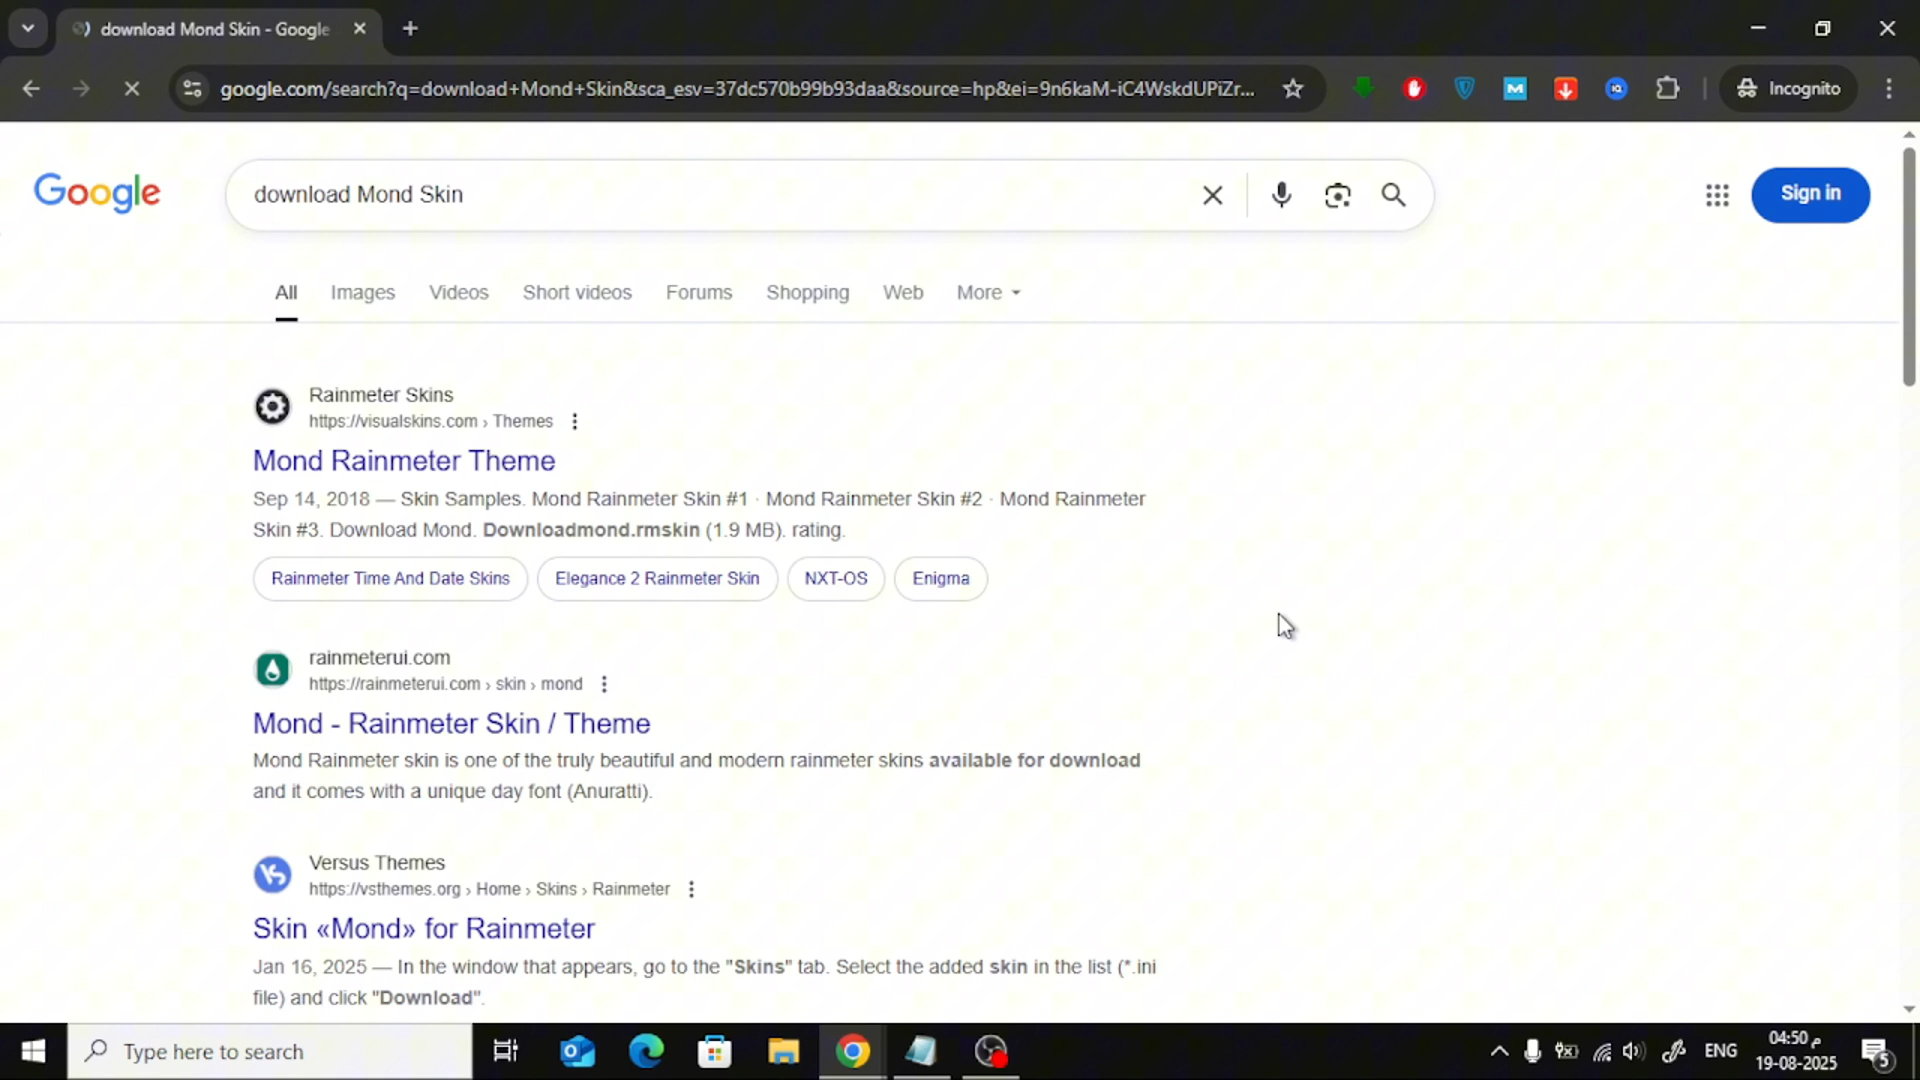 download Mond Skin - Google
google.com/search?q=download+Mond+Skin&sca_esv=37dc570b99b93daa&source=hp&ei=9n6kaM-iC4WskdUPiZr...
Incognito
Google
download Mond Skin
Sign in
All
Images
Videos
Short videos
Forums
Shopping
Web
More
Rainmeter Skins
https://visualskins.com › Themes
Mond Rainmeter Theme
Sep 14, 2018 — Skin Samples. Mond Rainmeter Skin #1 · Mond Rainmeter Skin #2 · Mond Rainmeter
Skin #3. Download Mond. Downloadmond.rmskin (1.9 MB). rating.
Rainmeter Time And Date Skins
Elegance 2 Rainmeter Skin
NXT-OS
Enigma
rainmeterui.com
https://rainmeterui.com › skin › mond
Mond - Rainmeter Skin / Theme
Mond Rainmeter skin is one of the truly beautiful and modern rainmeter skins available for download
and it comes with a unique day font (Anuratti).
Versus Themes
https://vsthemes.org › Home › Skins › Rainmeter
Skin «Mond» for Rainmeter
Jan 16, 2025 — In the window that appears, go to the "Skins" tab. Select the added skin in the list (*.ini
file) and click "Download".
Type here to search
ENG
04:50 م
19-08-2025
5